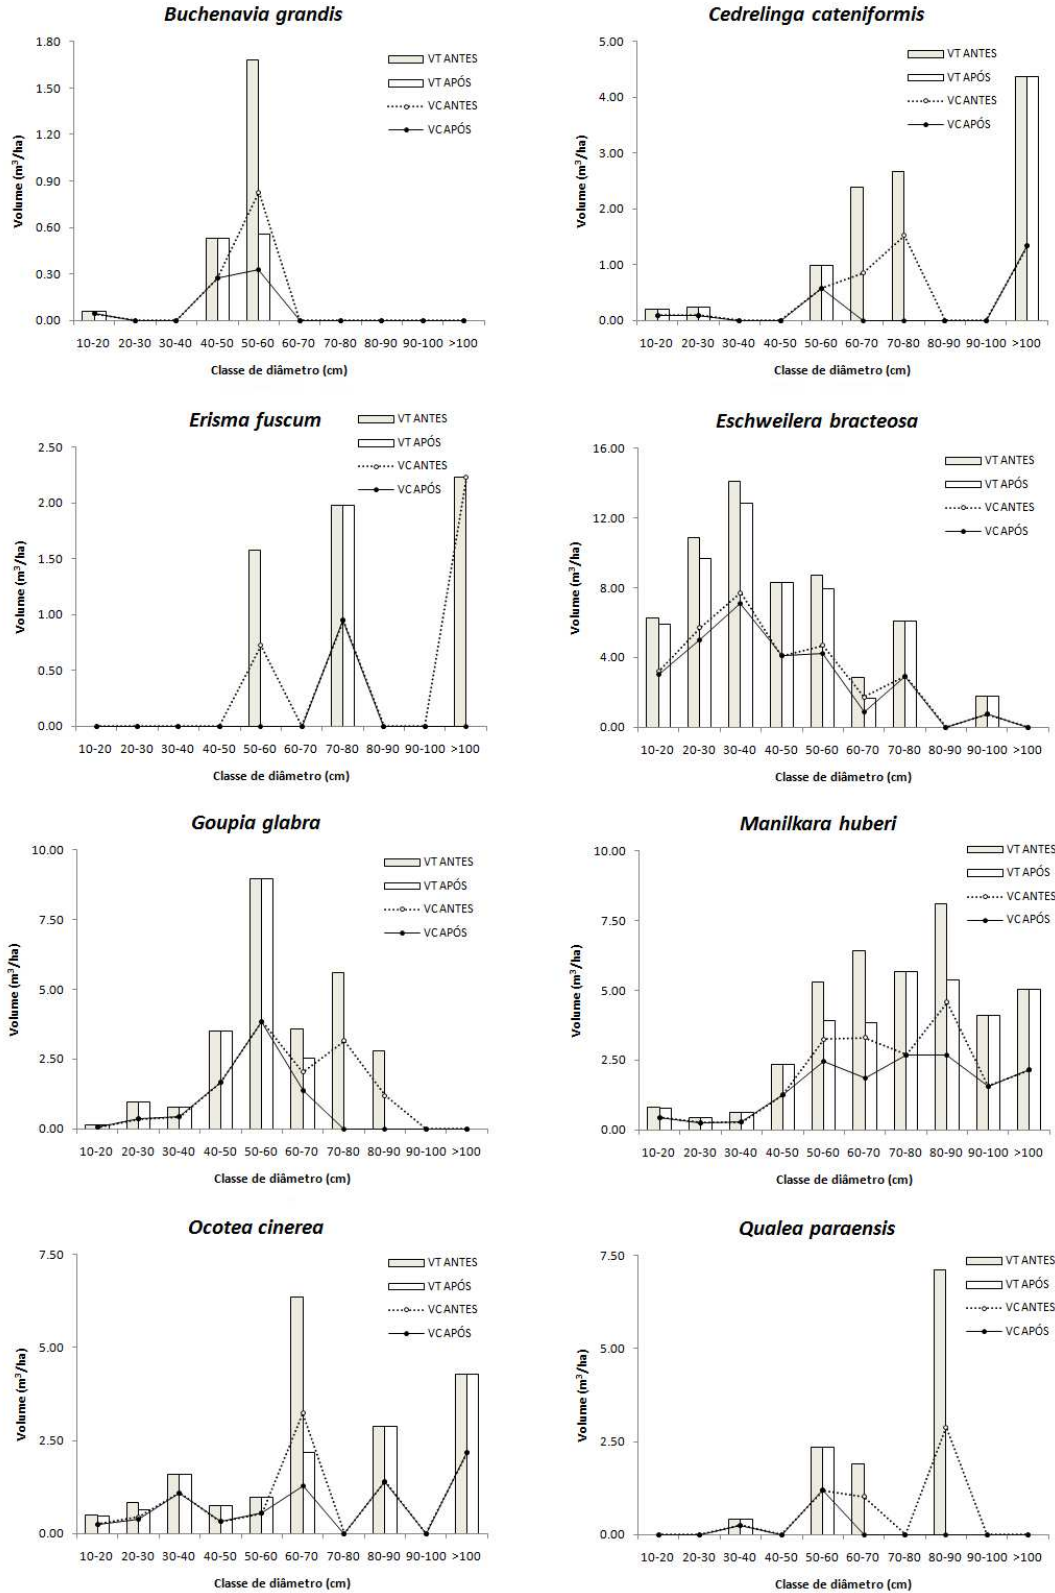 Buchenavia grandis
1.80
1.50
1.20
0.90
0.60
0.30
0.00
Volume (m³/ha)
VT ANTES
VT APÓS
VC ANTES
VC APÓS
10-20 20-30 30-40 40-50 50-60 60-70 70-80 80-90 90-100 >100
Classe de diâmetro (cm)
Cedrelinga cateniformis
5.00
4.00
3.00
2.00
1.00
0.00
Volume (m³/ha)
VT ANTES
VT APÓS
VC ANTES
VC APÓS
10-20 20-30 30-40 40-50 50-60 60-70 70-80 80-90 90-100 >100
Classe de diâmetro (cm)
Erisma fuscum
2.50
2.00
1.50
1.00
0.50
0.00
Volume (m³/ha)
VT ANTES
VT APÓS
VC ANTES
VC APÓS
10-20 20-30 30-40 40-50 50-60 60-70 70-80 80-90 90-100 >100
Classe de diâmetro (cm)
Eschweilera bracteosa
16.00
12.00
8.00
4.00
0.00
Volume (m³/ha)
VT ANTES
VT APÓS
VC ANTES
VC APÓS
10-20 20-30 30-40 40-50 50-60 60-70 70-80 80-90 90-100 >100
Classe de diâmetro (cm)
Goupia glabra
10.00
7.50
5.00
2.50
0.00
Volume (m³/ha)
VT ANTES
VT APÓS
VC ANTES
VC APÓS
10-20 20-30 30-40 40-50 50-60 60-70 70-80 80-90 90-100 >100
Classe de diâmetro (cm)
Manilkara huberi
10.00
7.50
5.00
2.50
0.00
Volume (m³/ha)
VT ANTES
VT APÓS
VC ANTES
VC APÓS
10-20 20-30 30-40 40-50 50-60 60-70 70-80 80-90 90-100 >100
Classe de diâmetro (cm)
Ocotea cinerea
7.50
5.00
2.50
0.00
Volume (m³/ha)
VT ANTES
VT APÓS
VC ANTES
VC APÓS
10-20 20-30 30-40 40-50 50-60 60-70 70-80 80-90 90-100 >100
Classe de diâmetro (cm)
Qualea paraensis
7.50
5.00
2.50
0.00
Volume (m³/ha)
VT ANTES
VT APÓS
VC ANTES
VC APÓS
10-20 20-30 30-40 40-50 50-60 60-70 70-80 80-90 90-100 >100
Classe de diâmetro (cm)